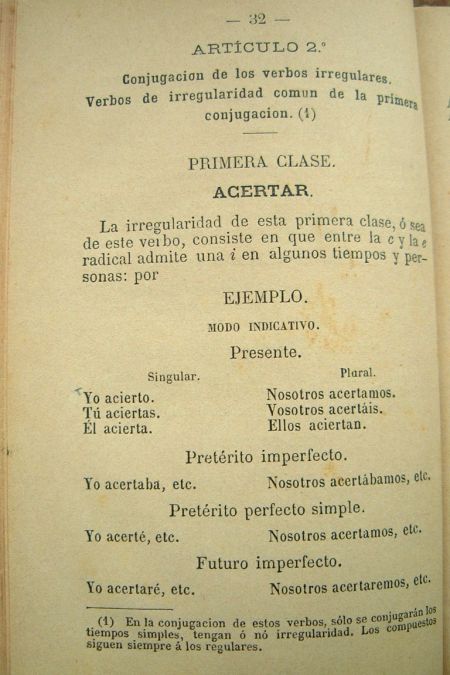 — 32 —
ARTÍCULO 2.º
Conjugacion de los verbos irregulares.
Verbos de irregularidad comun de la primera
conjugacion. (1)
PRIMERA CLASE.
ACERTAR.
La irregularidad de esta primera clase, ó sea
de este verbo, consiste en que entre la c y la e
radical admite una i en algunos tiempos y per-
sonas: por
EJEMPLO.
MODO INDICATIVO.
Presente.
Singular. Plural.
Yo acierto. Nosotros acertamos.
Tú aciertas. Vosotros acertáis.
Él acierta. Ellos aciertan.
Pretérito imperfecto.
Yo acertaba, etc. Nosotros acertábamos, etc.
Pretérito perfecto simple.
Yo acerté, etc. Nosotros acertamos, etc.
Futuro imperfecto.
Yo acertaré, etc. Nosotros acertaremos, etc.
(1) En la conjugacion de estos verbos, sólo se conjugarán los
tiempos simples, tengan ó nó irregularidad. Los compuestos
siguen siempre á los regulares.